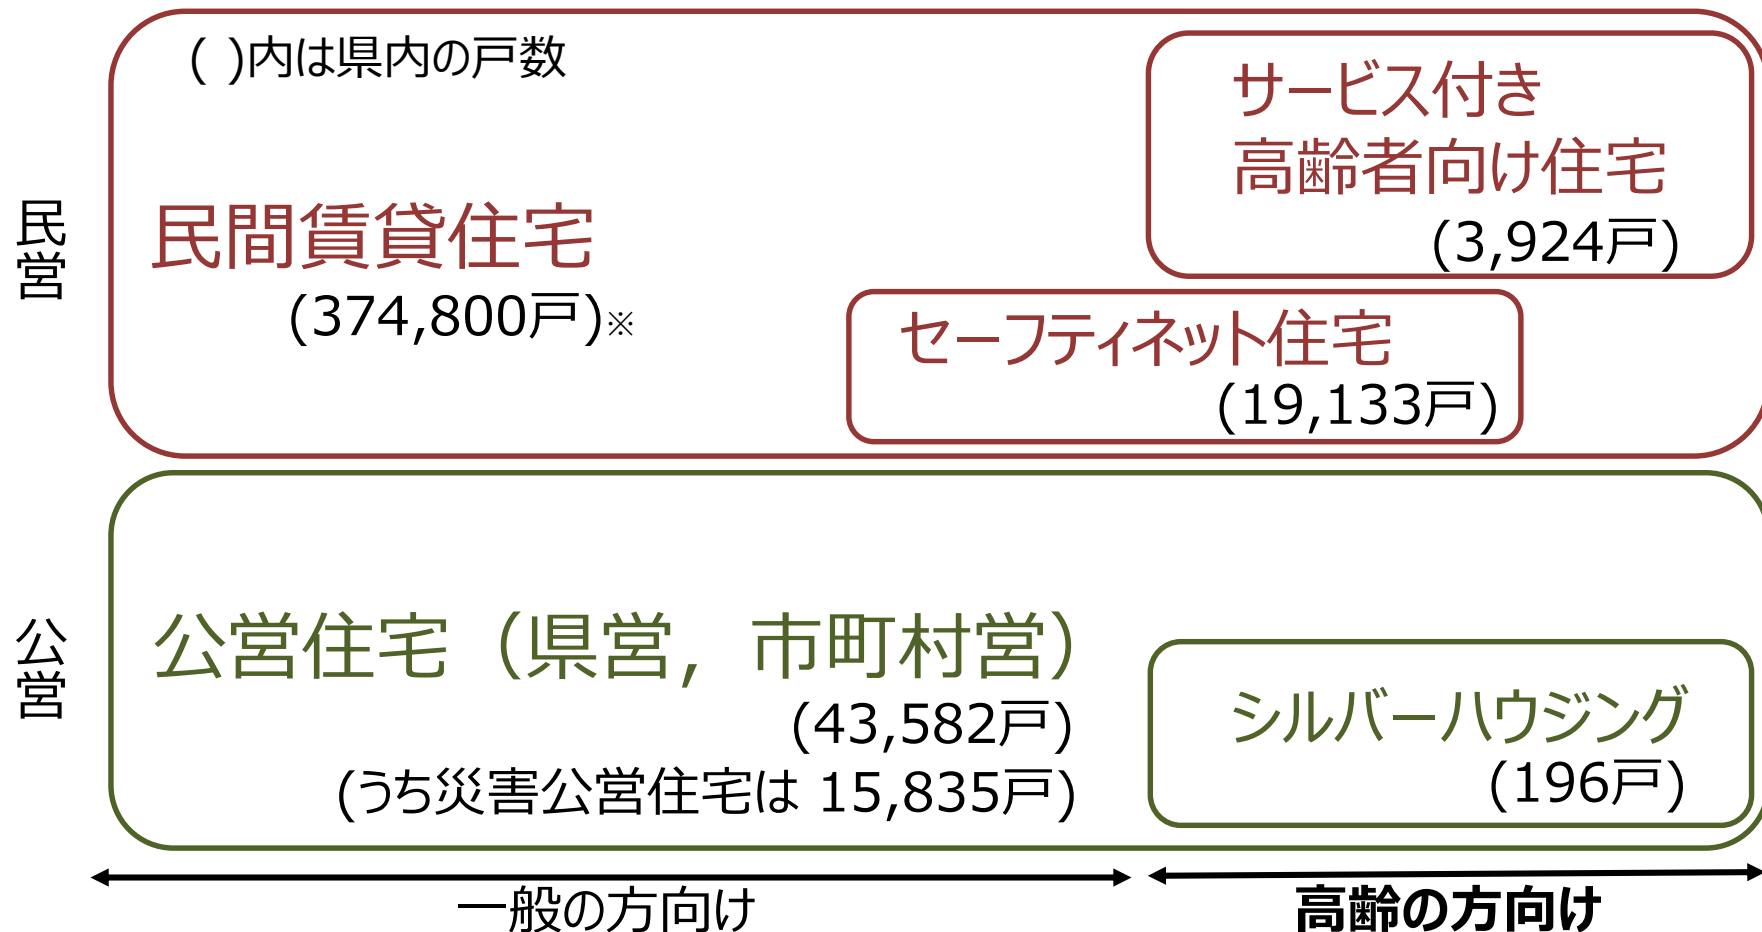 ( )内は県内の戸数
サービス付き
高齢者向け住宅
(3,924戸)
民営
民間賃貸住宅
(374,800戸)※
セーフティネット住宅
(19,133戸)
公営
公営住宅（県営，市町村営）
(43,582戸)
(うち災害公営住宅は 15,835戸)
シルバーハウジング
(196戸)
一般の方向け
高齢の方向け